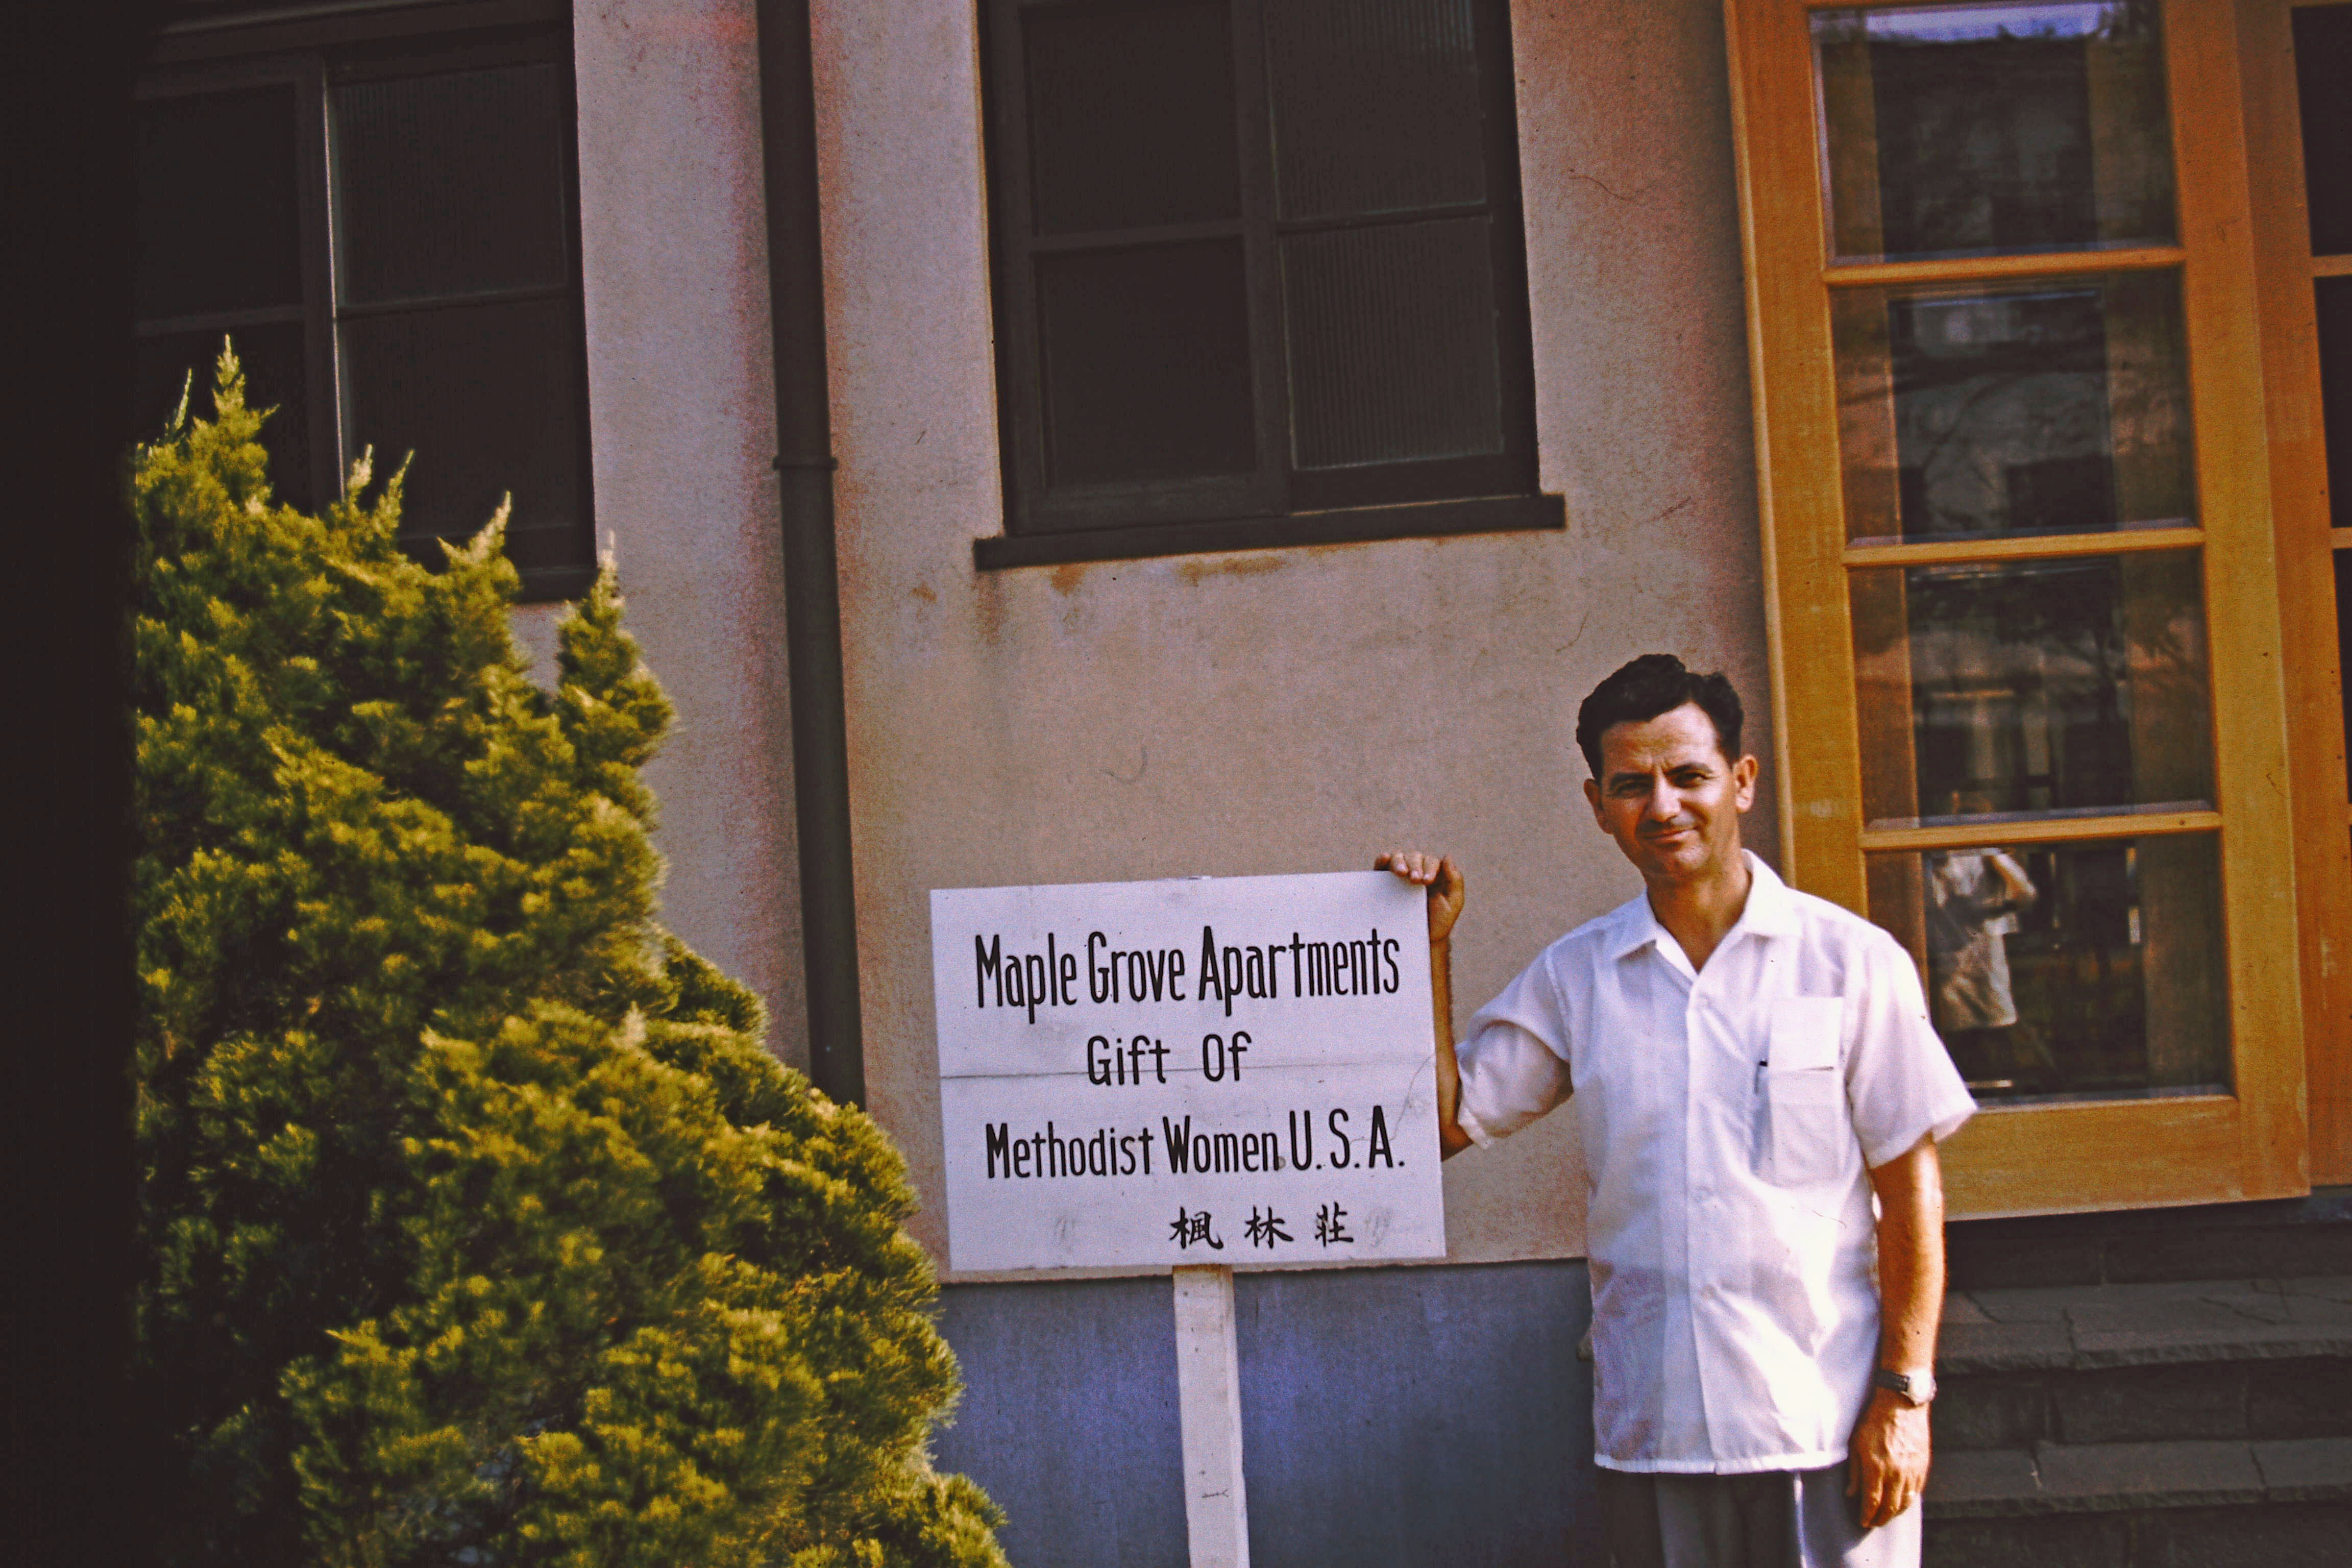 Maple Grove Apartments
Gift Of
Methodist Women U.S.A.
楓林荘